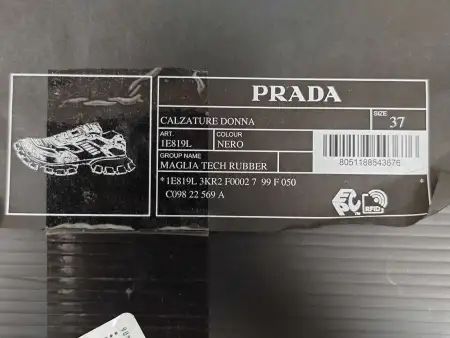 PRADA
CALZATURE DONNA
SIZE
37
ART.
1E819L
COLOUR
NERO
GROUP NAME
MAGLIA TECH RUBBER
8051188543676
*1E819L 3KR2 F0002 7 99 F 050
C098 22 569 A
EPC
RFID